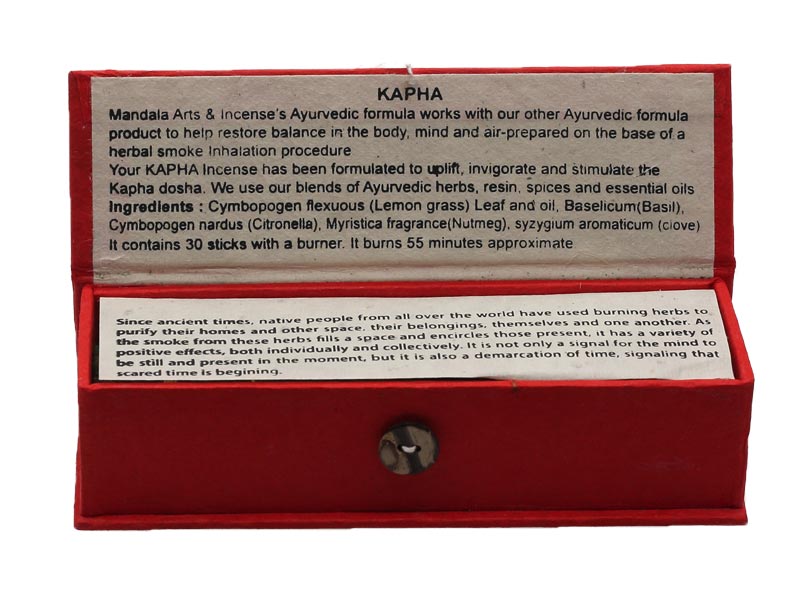 KAPHA
Mandala Arts & Incense's Ayurvedic formula works with our other Ayurvedic formula
product to help restore balance in the body, mind and air-prepared on the base of a
herbal smoke Inhalation procedure
Your KAPHA Incense has been formulated to uplift, invigorate and stimulate the
Kapha dosha. We use our blends of Ayurvedic herbs, resin, spices and essential oils
Ingredients : Cymbopogen flexuous (Lemon grass) Leaf and oil, Baselicum(Basil),
Cymbopogen nardus (Citronella), Myristica fragrance(Nutmeg), syzygium aromaticum (clove)
It contains 30 sticks with a burner. It burns 55 minutes approximate
Since ancient times, native people from all over the world have used burning herbs to
purify their homes and other space, their belongings, themselves and one another. As
the smoke from these herbs fills a space and encircles those present, it has a variety of
positive effects, both individually and collectively. It is not only a signal for the mind to
be still and present in the moment, but it is also a demarcation of time, signaling that
scared time is begining.